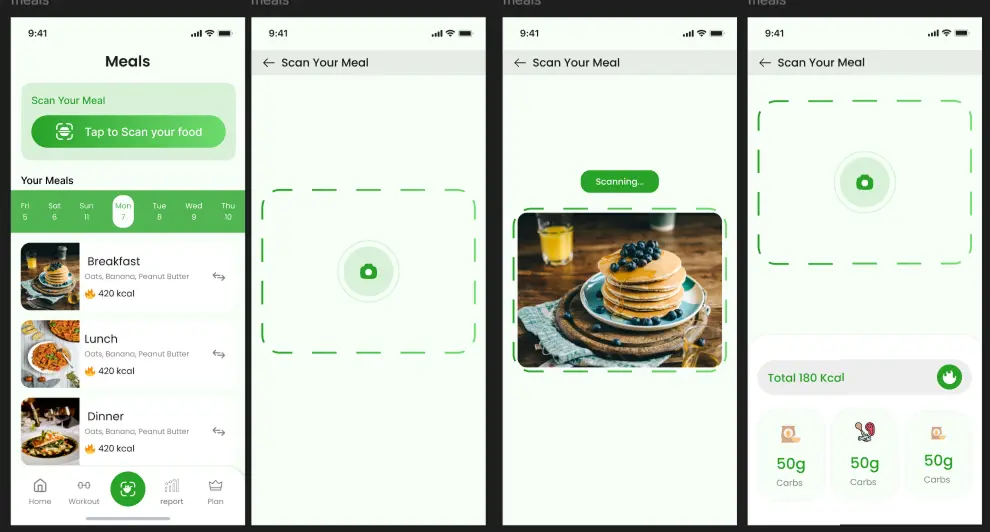 meals
meals
meals
9:41
Meals
Scan Your Meal
Tap to Scan your food
Your Meals
Fri Sat Sun Mon Tue Wed Thu
5 6 11 7 8 9 10
Breakfast
Oats, Banana, Peanut Butter
420 kcal
Lunch
Oats, Banana, Peanut Butter
420 kcal
Dinner
Oats, Banana, Peanut Butter
420 kcal
Home Workout report Plan
9:41
Scan Your Meal
9:41
Scan Your Meal
Scanning...
9:41
Scan Your Meal
Total 180 Kcal
50g 50g 50g
Carbs Carbs Carbs